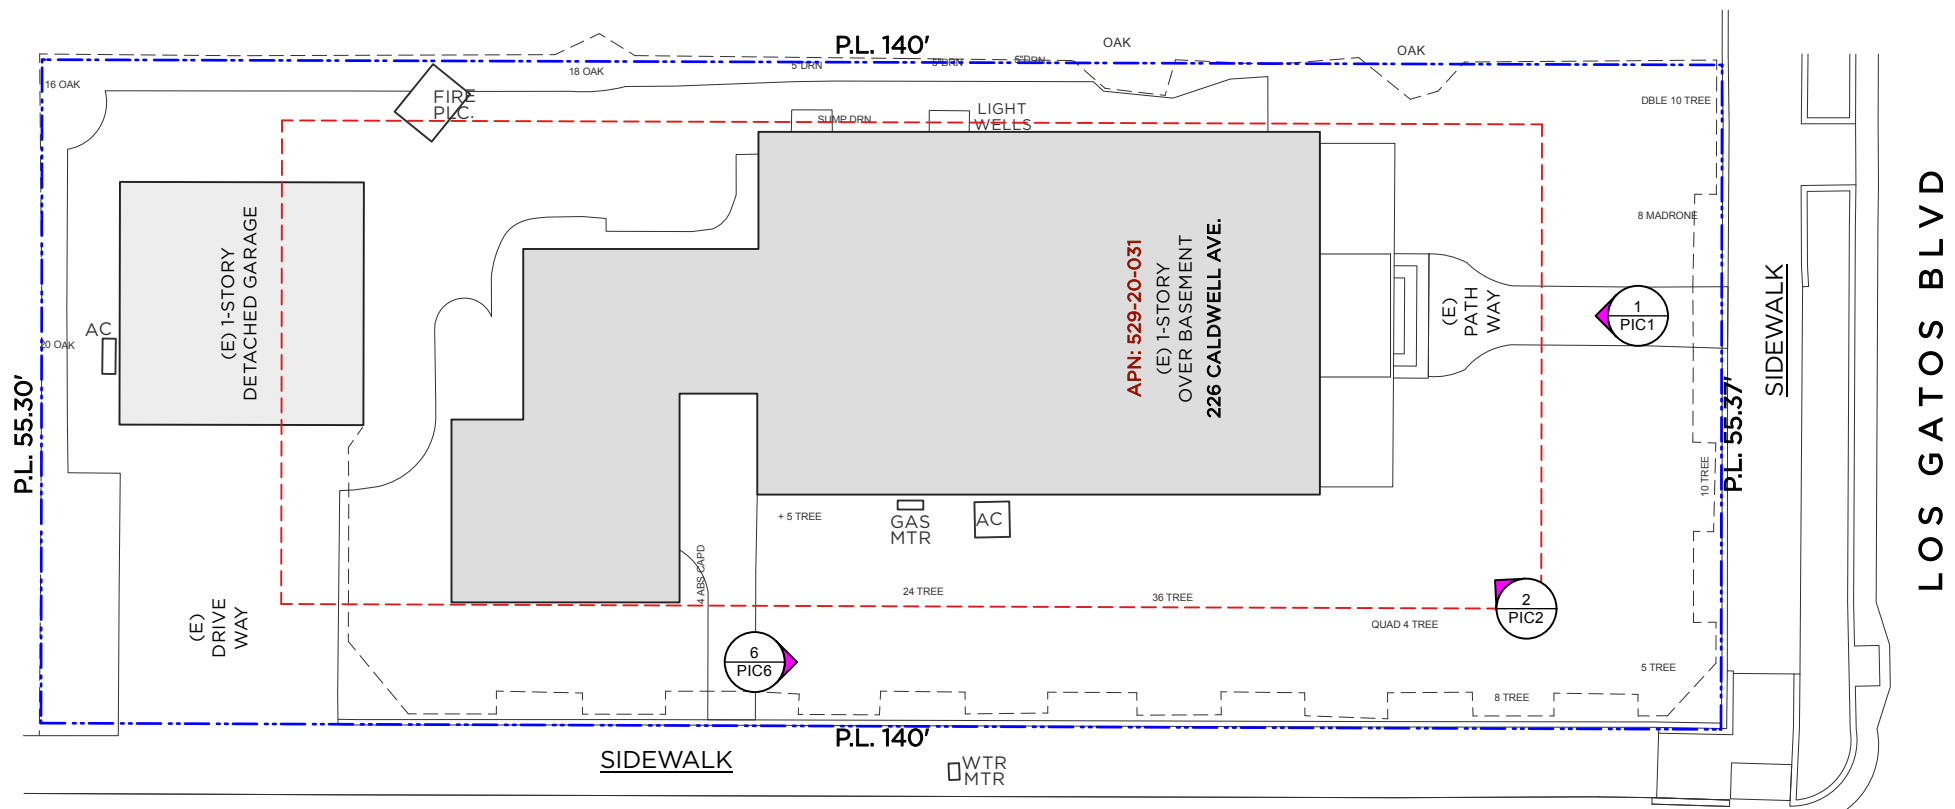 P.L. 140'
OAK
OAK
16 OAK
18 OAK
5 DRN
5"DRN
FIRE
PLC.
SUMP DRN
LIGHT
WELLS
DBLE 10 TREE
8 MADRONE
(E) 1-STORY
DETACHED GARAGE
AC
20 OAK
P.L. 55.30'
APN: 529-20-031
(E) 1-STORY
OVER BASEMENT
226 CALDWELL AVE.
(E)
PATH
WAY
1
PIC1
SIDEWALK
LOS GATOS BLVD
P.L. 55.37'
10 TREE
+ 5 TREE
GAS
MTR
AC
4 ABS CAPD
24 TREE
36 TREE
2
PIC2
QUAD 4 TREE
(E)
DRIVE
WAY
6
PIC6
5 TREE
8 TREE
P.L. 140'
SIDEWALK
WTR
MTR